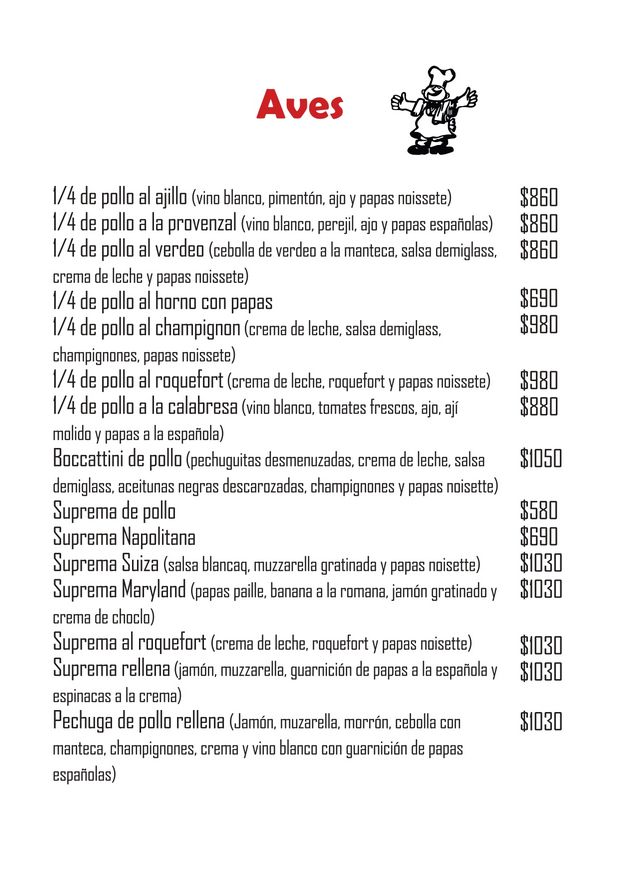 Aves
1/4 de pollo al ajillo (vino blanco, pimentón, ajo y papas noissete) $860
1/4 de pollo a la provenzal (vino blanco, perejil, ajo y papas españolas) $860
1/4 de pollo al verdeo (cebolla de verdeo a la manteca, salsa demiglass, $860
crema de leche y papas noissete)
1/4 de pollo al horno con papas $690
1/4 de pollo al champignon (crema de leche, salsa demiglass, $980
champignones, papas noissete)
1/4 de pollo al roquefort (crema de leche, roquefort y papas noissete) $980
1/4 de pollo a la calabresa (vino blanco, tomates frescos, ajo, ají $880
molido y papas a la española)
Boccattini de pollo (pechuguitas desmenuzadas, crema de leche, salsa $1050
demiglass, aceitunas negras descarozadas, champignones y papas noisette)
Suprema de pollo $580
Suprema Napolitana $690
Suprema Suiza (salsa blancaq, muzzarella gratinada y papas noisette) $1030
Suprema Maryland (papas paille, banana a la romana, jamón gratinado y $1030
crema de choclo)
Suprema al roquefort (crema de leche, roquefort y papas noisette) $1030
Suprema rellena (jamón, muzzarella, guarnición de papas a la española y $1030
espinacas a la crema)
Pechuga de pollo rellena (Jamón, muzarella, morrón, cebolla con $1030
manteca, champignones, crema y vino blanco con guarnición de papas
españolas)